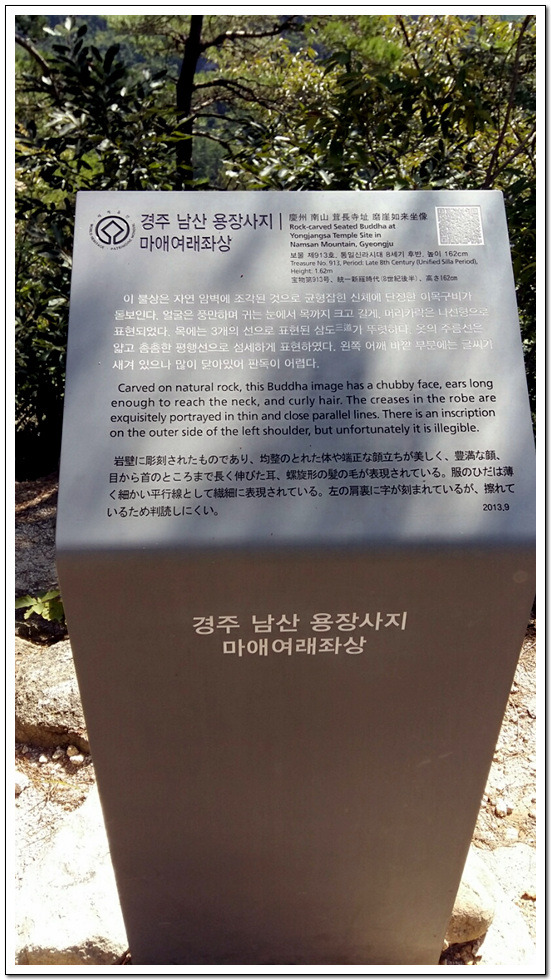 경주 남산 용장사지
마애여래좌상
慶州 南山 茸長寺址 磨崖如来坐像
Rock-carved Seated Buddha at
Yongjangsa Temple Site in
Namsan Mountain, Gyeongju
보물 제913호, 통일신라시대 8세기 후반, 높이 162cm
Treasure No. 913, Period: Late 8th Century (Unified Silla Period),
Height: 1.62m
宝物第913号、統一新羅時代(8世紀後半)、高さ162cm
이 불상은 자연 암벽에 조각된 것으로 균형잡힌 신체에 단정한 이목구비가
돋보인다. 얼굴은 풍만하며 귀는 눈에서 목까지 크고 길게, 머리카락은 나선형으로
표현되었다. 목에는 3개의 선으로 표현된 삼도三道가 뚜렷하다. 옷의 주름선은
얇고 촘촘한 평행선으로 섬세하게 표현하였다. 왼쪽 어깨 바깥 부분에는 글씨가
새겨 있으나 많이 닳아있어 판독이 어렵다.
Carved on natural rock, this Buddha image has a chubby face, ears long
enough to reach the neck, and curly hair. The creases in the robe are
exquisitely portrayed in thin and close parallel lines. There is an inscription
on the outer side of the left shoulder, but unfortunately it is illegible.
岩壁に彫刻されたものであり、均整のとれた体や端正な顔立ちが美しく、豊満な顔、
目から首のところまで長く伸びた耳、螺旋形の髪の毛が表現されている。服のひだは薄
く細かい平行線として繊細に表現されている。左の肩裏に字が刻まれているが、擦れて
いるため判読しにくい。
2013.9
경주 남산 용장사지
마애여래좌상